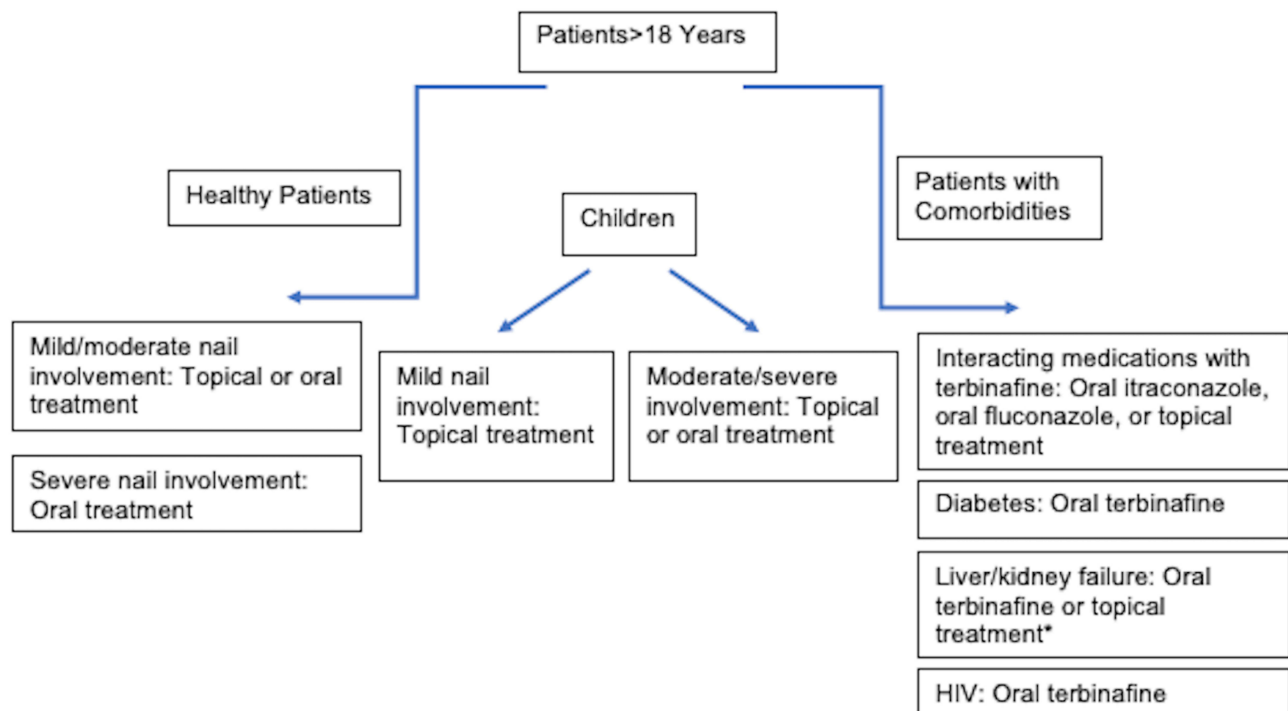 Patients>18 Years
Healthy Patients
Children
Patients with
Comorbidities
Mild/moderate nail
involvement: Topical or oral
treatment
Severe nail involvement:
Oral treatment
Mild nail
involvement:
Topical treatment
Moderate/severe
involvement: Topical
or oral treatment
Interacting medications with
terbinafine: Oral itraconazole,
oral fluconazole, or topical
treatment
Diabetes: Oral terbinafine
Liver/kidney failure: Oral
terbinafine or topical
treatment*
HIV: Oral terbinafine